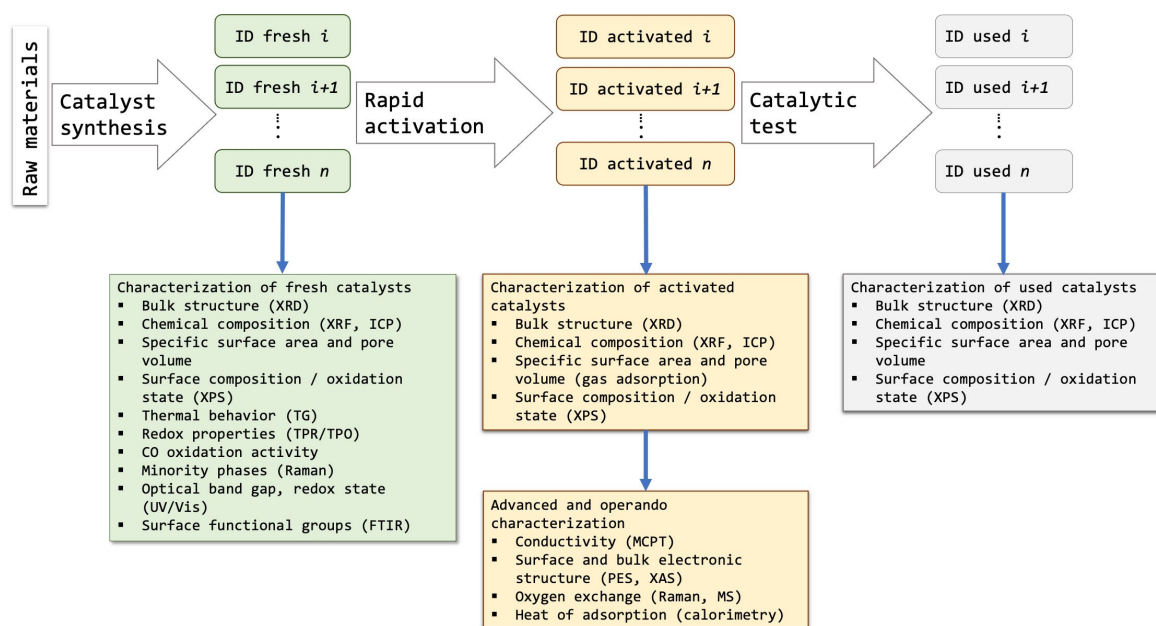 Raw materials
Catalyst
synthesis
ID fresh i
ID fresh i+1
⋮
ID fresh n
Rapid
activation
ID activated i
ID activated i+1
⋮
ID activated n
Catalytic
test
ID used i
ID used i+1
⋮
ID used n
Characterization of fresh catalysts
▪ Bulk structure (XRD)
▪ Chemical composition (XRF, ICP)
▪ Specific surface area and pore
volume
▪ Surface composition / oxidation
state (XPS)
▪ Thermal behavior (TG)
▪ Redox properties (TPR/TPO)
▪ CO oxidation activity
▪ Minority phases (Raman)
▪ Optical band gap, redox state
(UV/Vis)
▪ Surface functional groups (FTIR)
Characterization of activated
catalysts
▪ Bulk structure (XRD)
▪ Chemical composition (XRF, ICP)
▪ Specific surface area and pore
volume (gas adsorption)
▪ Surface composition / oxidation
state (XPS)
Advanced and operando
characterization
▪ Conductivity (MCPT)
▪ Surface and bulk electronic
structure (PES, XAS)
▪ Oxygen exchange (Raman, MS)
▪ Heat of adsorption (calorimetry)
Characterization of used catalysts
▪ Bulk structure (XRD)
▪ Chemical composition (XRF, ICP)
▪ Specific surface area and pore
volume
▪ Surface composition / oxidation
state (XPS)